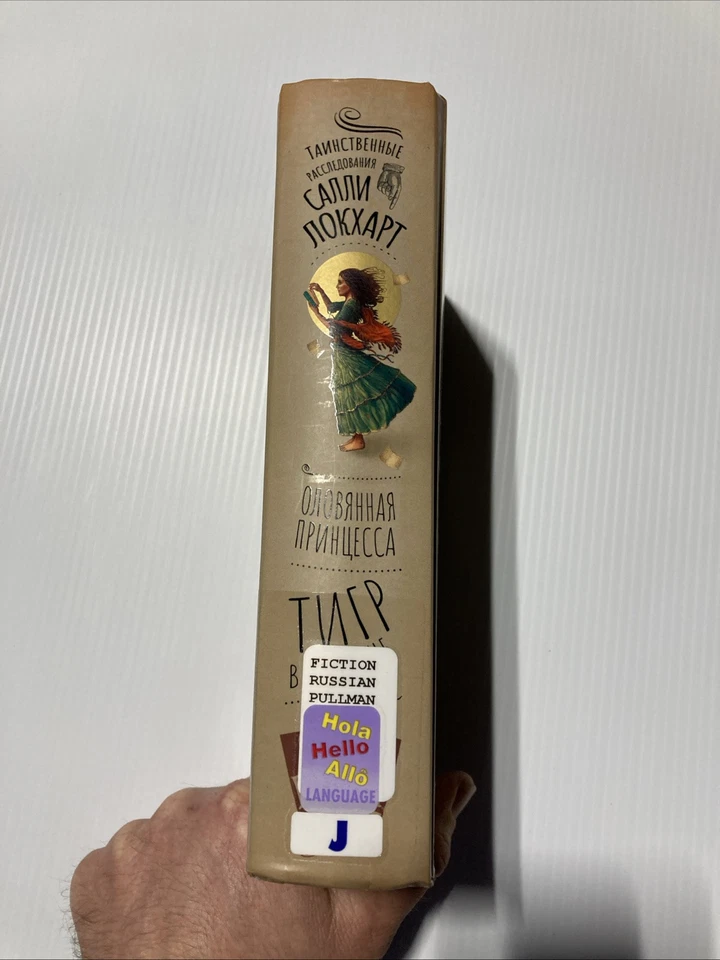 ТАИНСТВЕННЫЕ
РАССЛЕДОВАНИЯ
САЛЛИ
ЛОКХАРТ
ОЛОВЯННАЯ
ПРИНЦЕССА
ТИГР
В
FICTION
RUSSIAN
PULLMAN
Hola
Hello
Allô
LANGUAGE
J